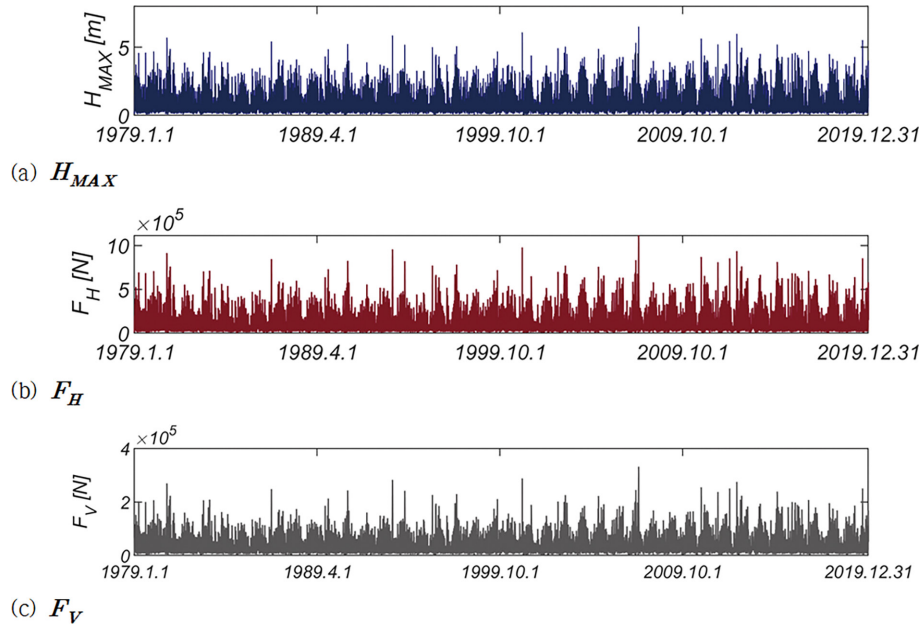 H_MAX [m]
5
0
1979.1.1 1989.4.1 1999.10.1 2009.10.1 2019.12.31
(a) H_MAX
×10^5
F_H [N]
10
5
0
1979.1.1 1989.4.1 1999.10.1 2009.10.1 2019.12.31
(b) F_H
×10^5
F_V [N]
4
2
0
1979.1.1 1989.4.1 1999.10.1 2009.10.1 2019.12.31
(c) F_V